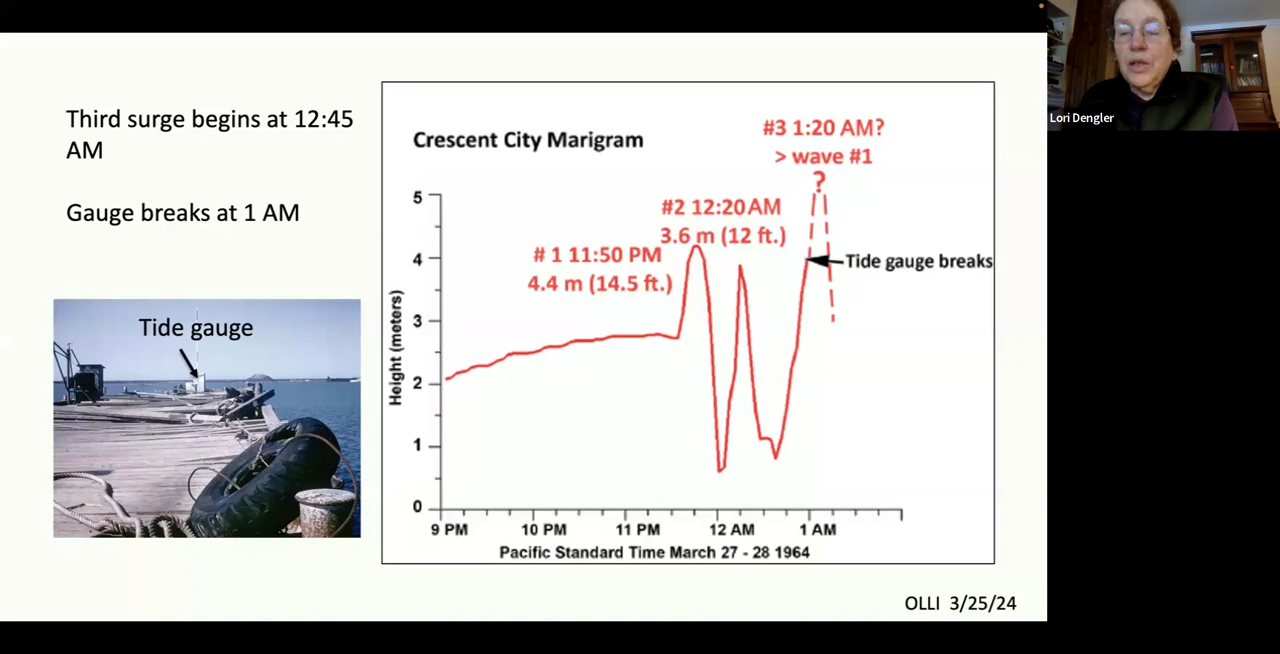 Third surge begins at 12:45
AM
Gauge breaks at 1 AM
Tide gauge
Crescent City Marigram
#3 1:20 AM?
> wave #1
?
#2 12:20 AM
3.6 m (12 ft.)
# 1 11:50 PM
4.4 m (14.5 ft.)
Tide gauge breaks
Height (meters)
5
4
3
2
1
0
9 PM 10 PM 11 PM 12 AM 1 AM
Pacific Standard Time March 27 - 28 1964
OLLI 3/25/24
Lori Dengler